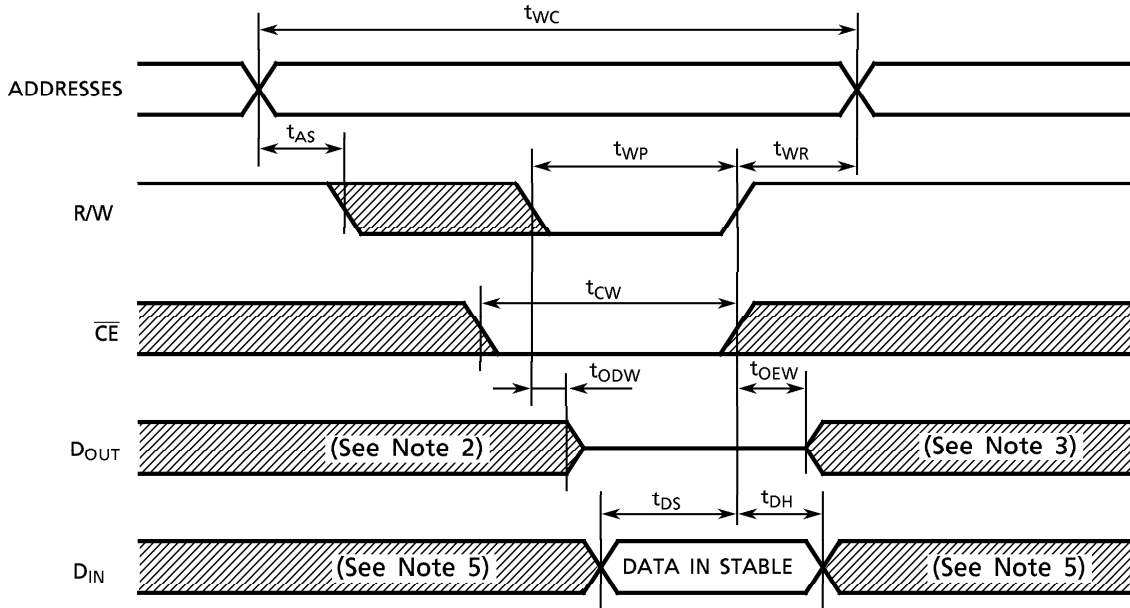 tWC
ADDRESSES
tAS
tWP
tWR
R/W
tCW
CE
tODW
tOEW
DOUT
(See Note 2)
(See Note 3)
tDS
tDH
DIN
(See Note 5)
DATA IN STABLE
(See Note 5)